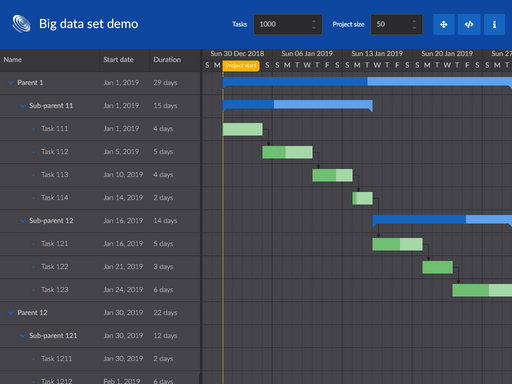 Big data set demo
Tasks 1000 Project size 50
Name Start date Duration
Sun 30 Dec 2018 Sun 06 Jan 2019 Sun 13 Jan 2019 Sun 20 Jan 2019 Sun 27
S M Project start S S M T W T F S S M T W T F S S M T W T F S S
Parent 1 Jan 1, 2019 29 days
Sub-parent 11 Jan 1, 2019 15 days
Task 111 Jan 1, 2019 4 days
Task 112 Jan 5, 2019 5 days
Task 113 Jan 10, 2019 4 days
Task 114 Jan 14, 2019 2 days
Sub-parent 12 Jan 16, 2019 14 days
Task 121 Jan 16, 2019 5 days
Task 122 Jan 21, 2019 3 days
Task 123 Jan 24, 2019 6 days
Parent 12 Jan 30, 2019 22 days
Sub-parent 121 Jan 30, 2019 12 days
Task 1211 Jan 30, 2019 2 days
Task 1212 Feb 1, 2019 6 days